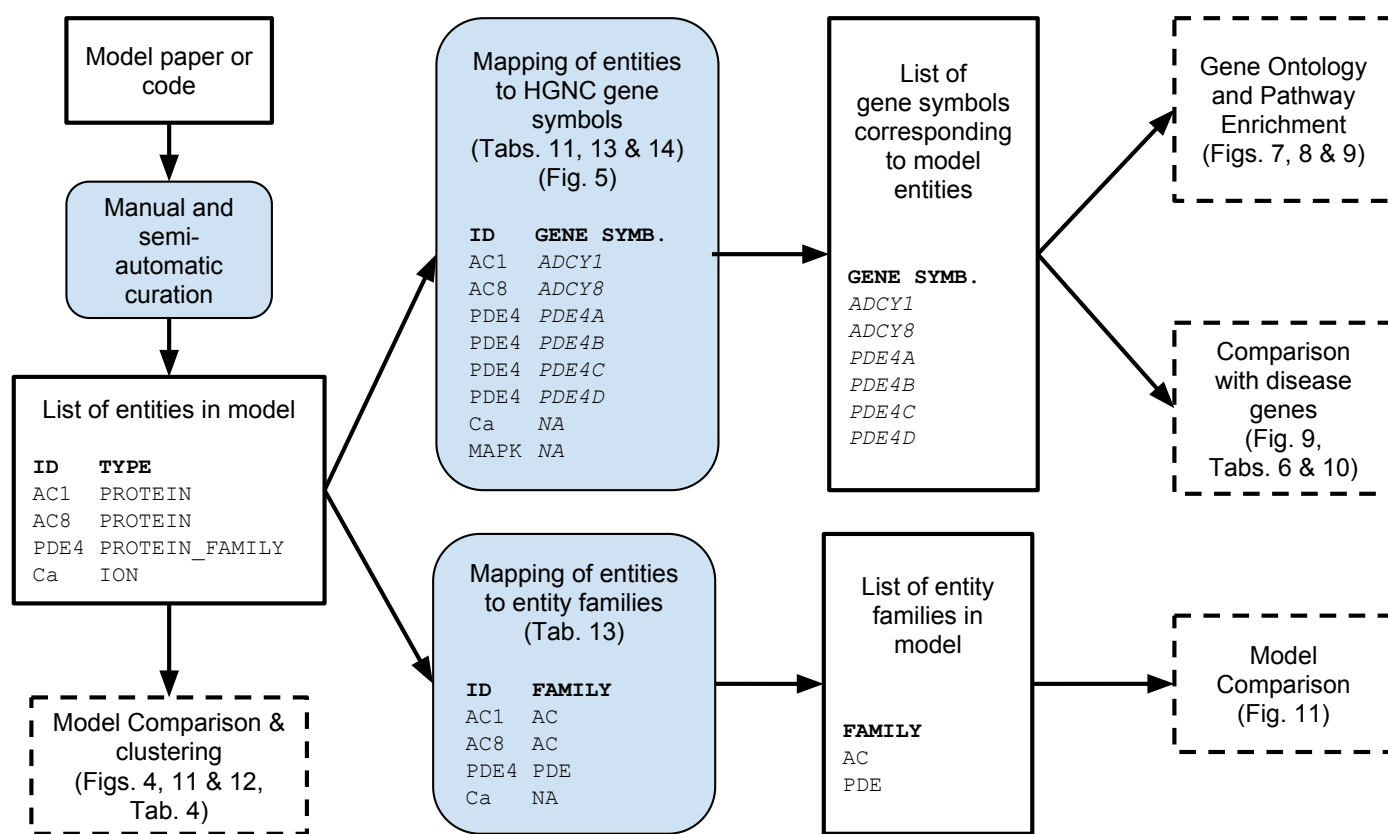 Model paper or
code
Manual and
semi-
automatic
curation
List of entities in model
ID TYPE
AC1 PROTEIN
AC8 PROTEIN
PDE4 PROTEIN_FAMILY
Ca ION
Model Comparison &
clustering
(Figs. 4, 11 & 12,
Tab. 4)
Mapping of entities
to HGNC gene
symbols
(Tabs. 11, 13 & 14)
(Fig. 5)
ID GENE SYMB.
AC1 ADCY1
AC8 ADCY8
PDE4 PDE4A
PDE4 PDE4B
PDE4 PDE4C
PDE4 PDE4D
Ca NA
MAPK NA
Mapping of entities
to entity families
(Tab. 13)
ID FAMILY
AC1 AC
AC8 AC
PDE4 PDE
Ca NA
List of
gene symbols
corresponding
to model
entities
GENE SYMB.
ADCY1
ADCY8
PDE4A
PDE4B
PDE4C
PDE4D
List of entity
families in
model
FAMILY
AC
PDE
Gene Ontology
and Pathway
Enrichment
(Figs. 7, 8 & 9)
Comparison
with disease
genes
(Fig. 9,
Tabs. 6 & 10)
Model
Comparison
(Fig. 11)